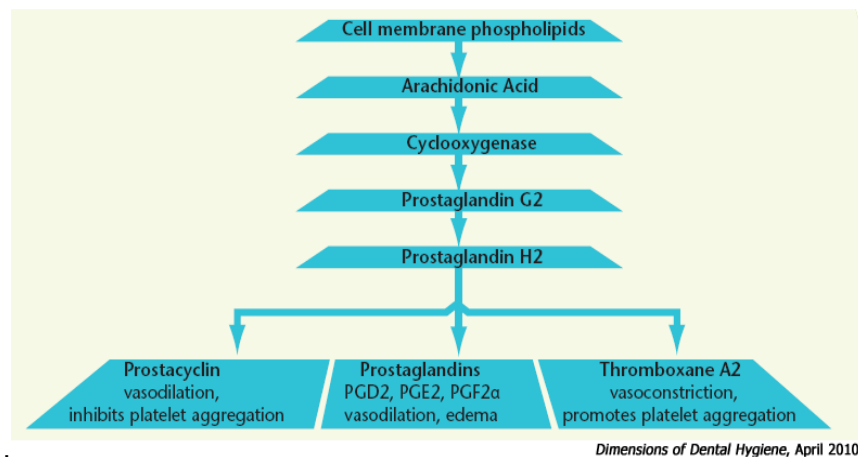 Cell membrane phospholipids
Arachidonic Acid
Cyclooxygenase
Prostaglandin G2
Prostaglandin H2
Prostacyclin
vasodilation,
inhibits platelet aggregation
Prostaglandins
PGD2, PGE2, PGF2α
vasodilation, edema
Thromboxane A2
vasoconstriction,
promotes platelet aggregation
Dimensions of Dental Hygiene, April 2010